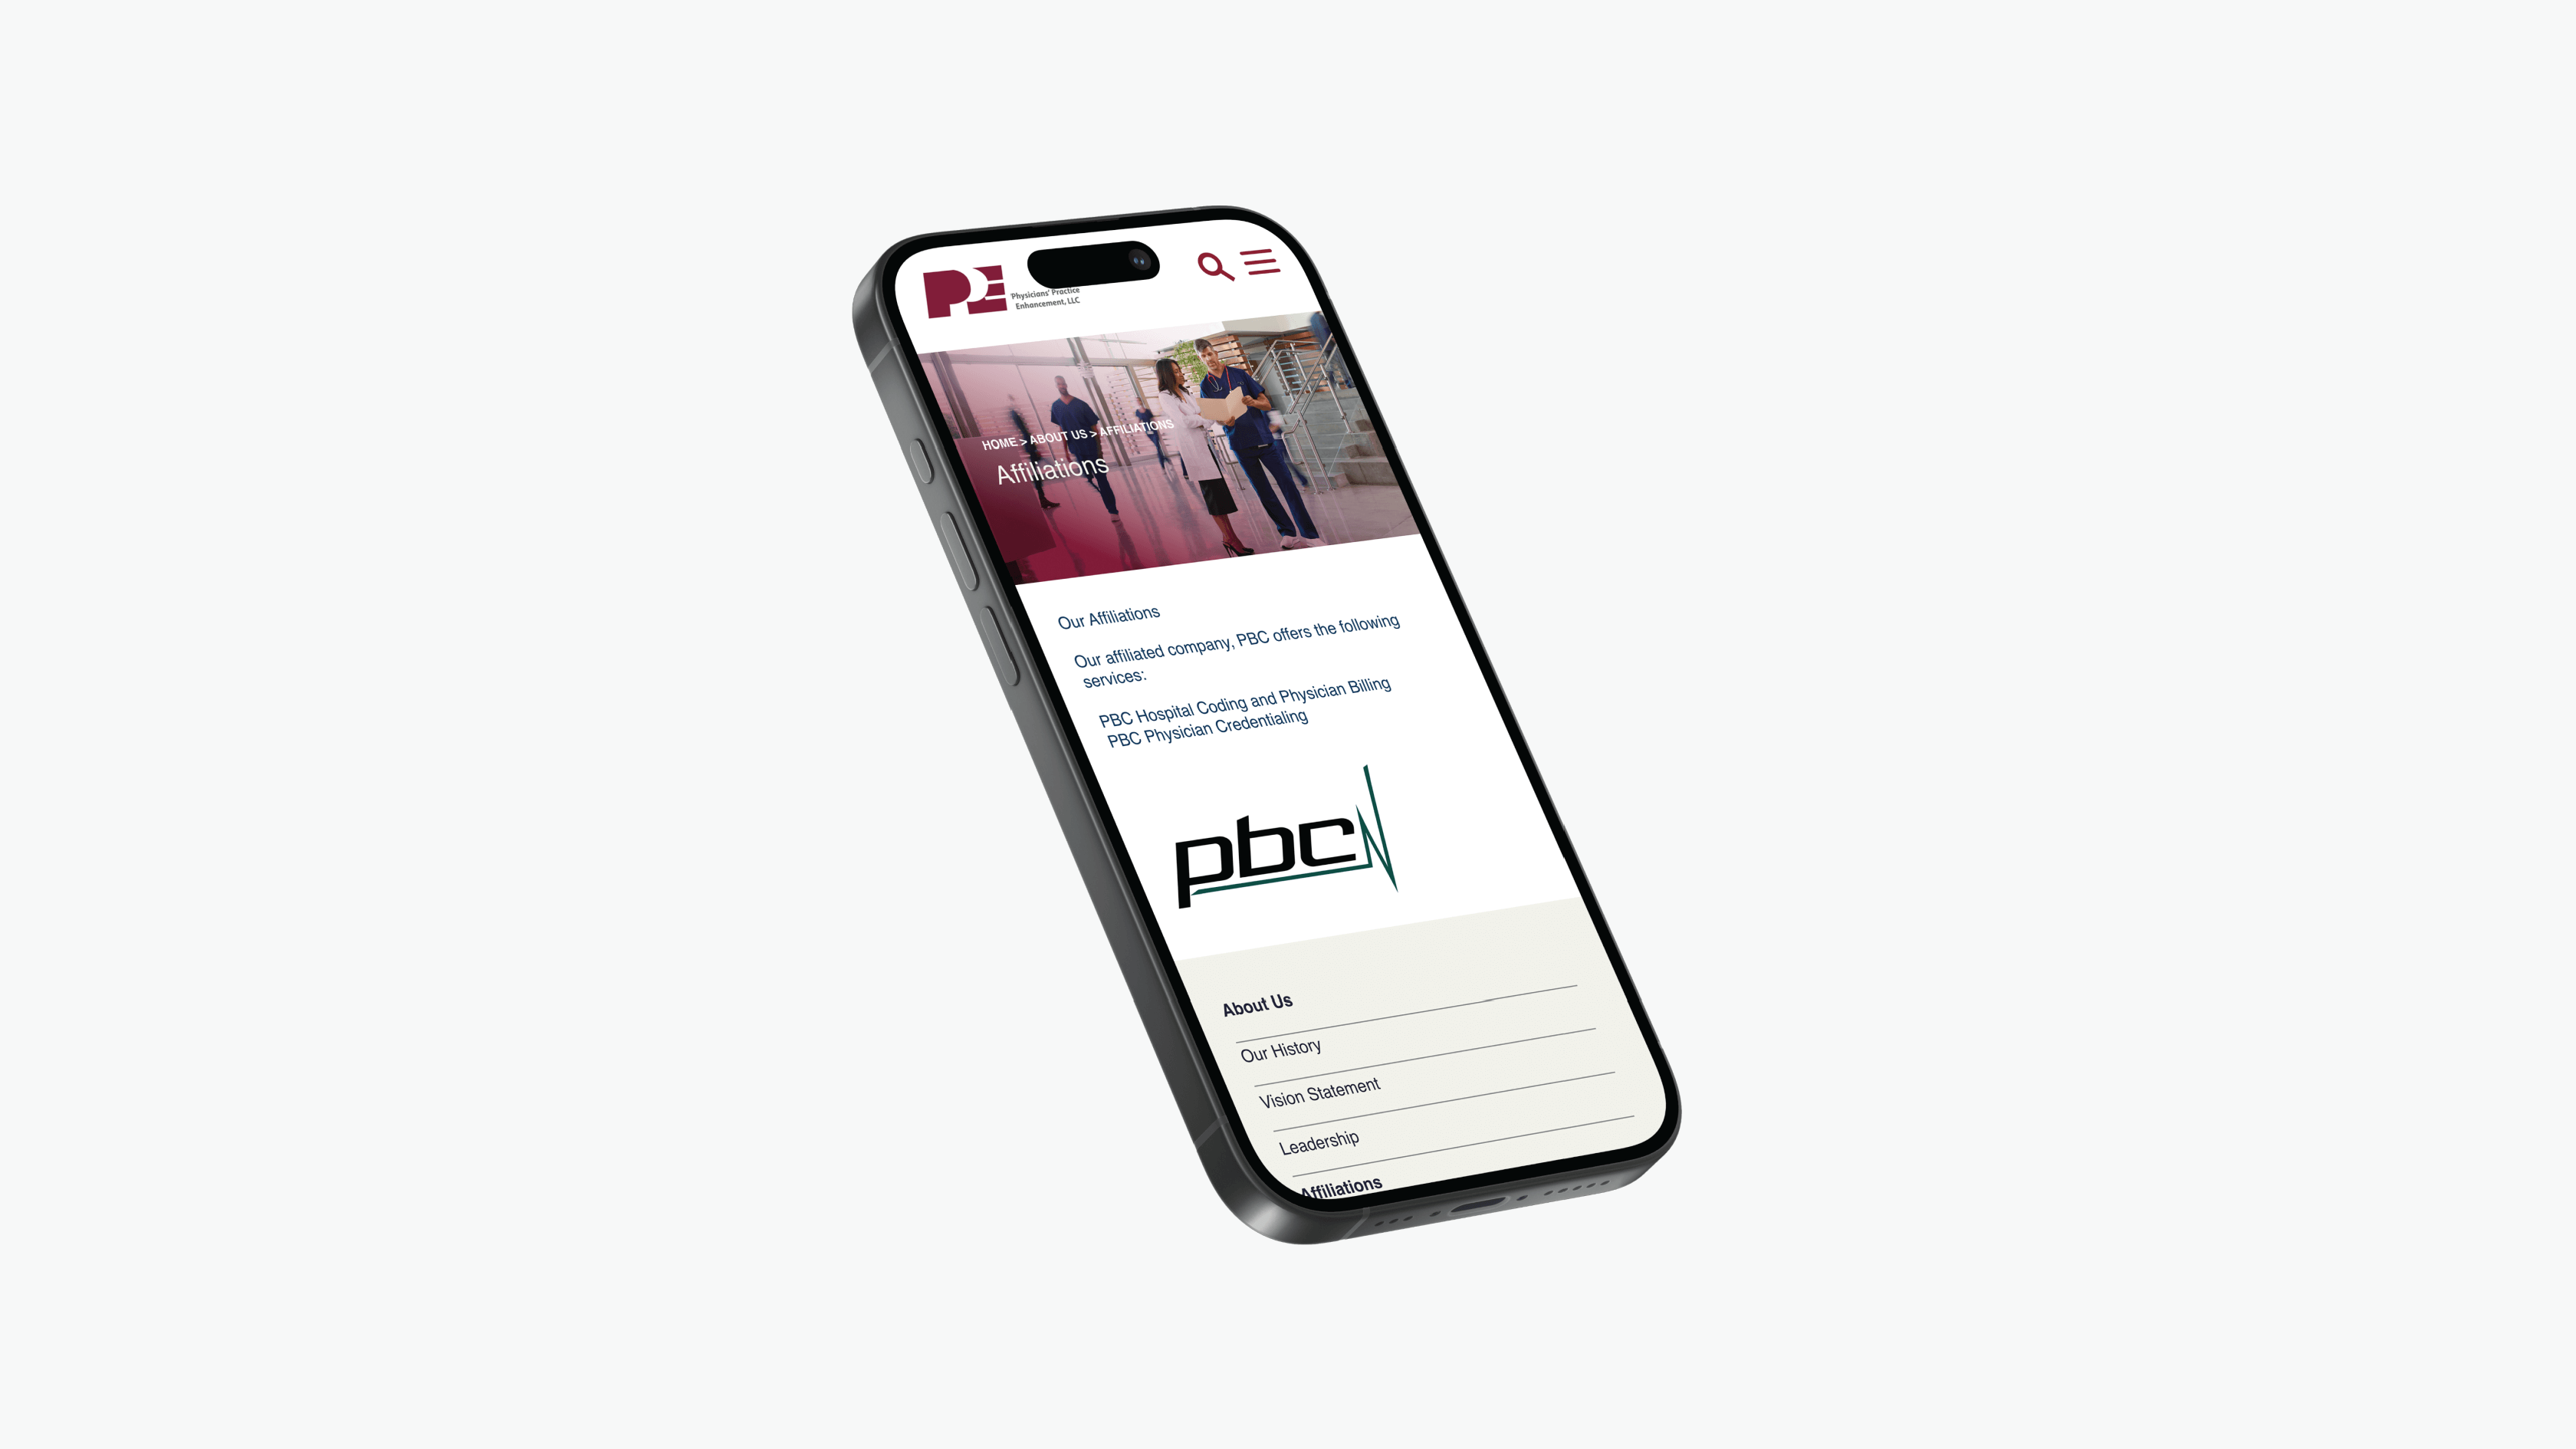 PPE
Physicians' Practice
Enhancement, LLC
HOME > ABOUT US > AFFILIATIONS
Affiliations
Our Affiliations
Our affiliated company, PBC offers the following
services:
PBC Hospital Coding and Physician Billing
PBC Physician Credentialing
pbc
About Us
Our History
Vision Statement
Leadership
Affiliations